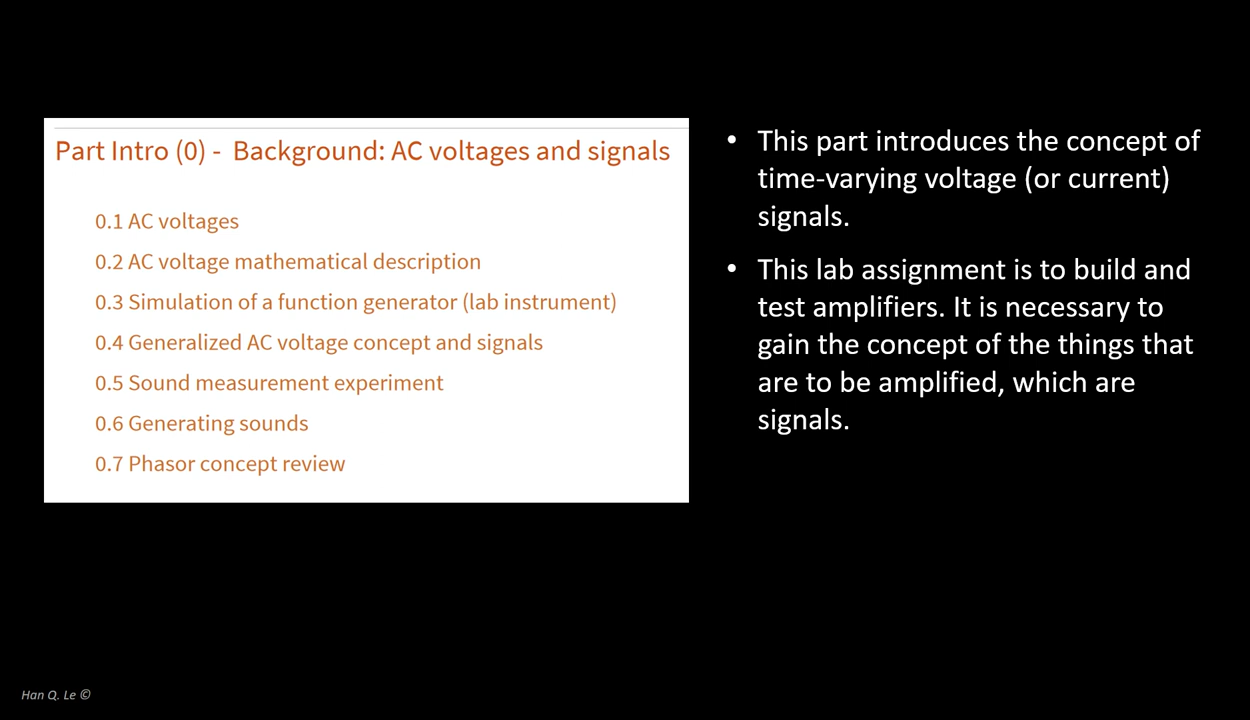 Part Intro (0) - Background: AC voltages and signals
0.1 AC voltages
0.2 AC voltage mathematical description
0.3 Simulation of a function generator (lab instrument)
0.4 Generalized AC voltage concept and signals
0.5 Sound measurement experiment
0.6 Generating sounds
0.7 Phasor concept review
• This part introduces the concept of
time-varying voltage (or current)
signals.
• This lab assignment is to build and
test amplifiers. It is necessary to
gain the concept of the things that
are to be amplified, which are
signals.
Han Q. Le ©